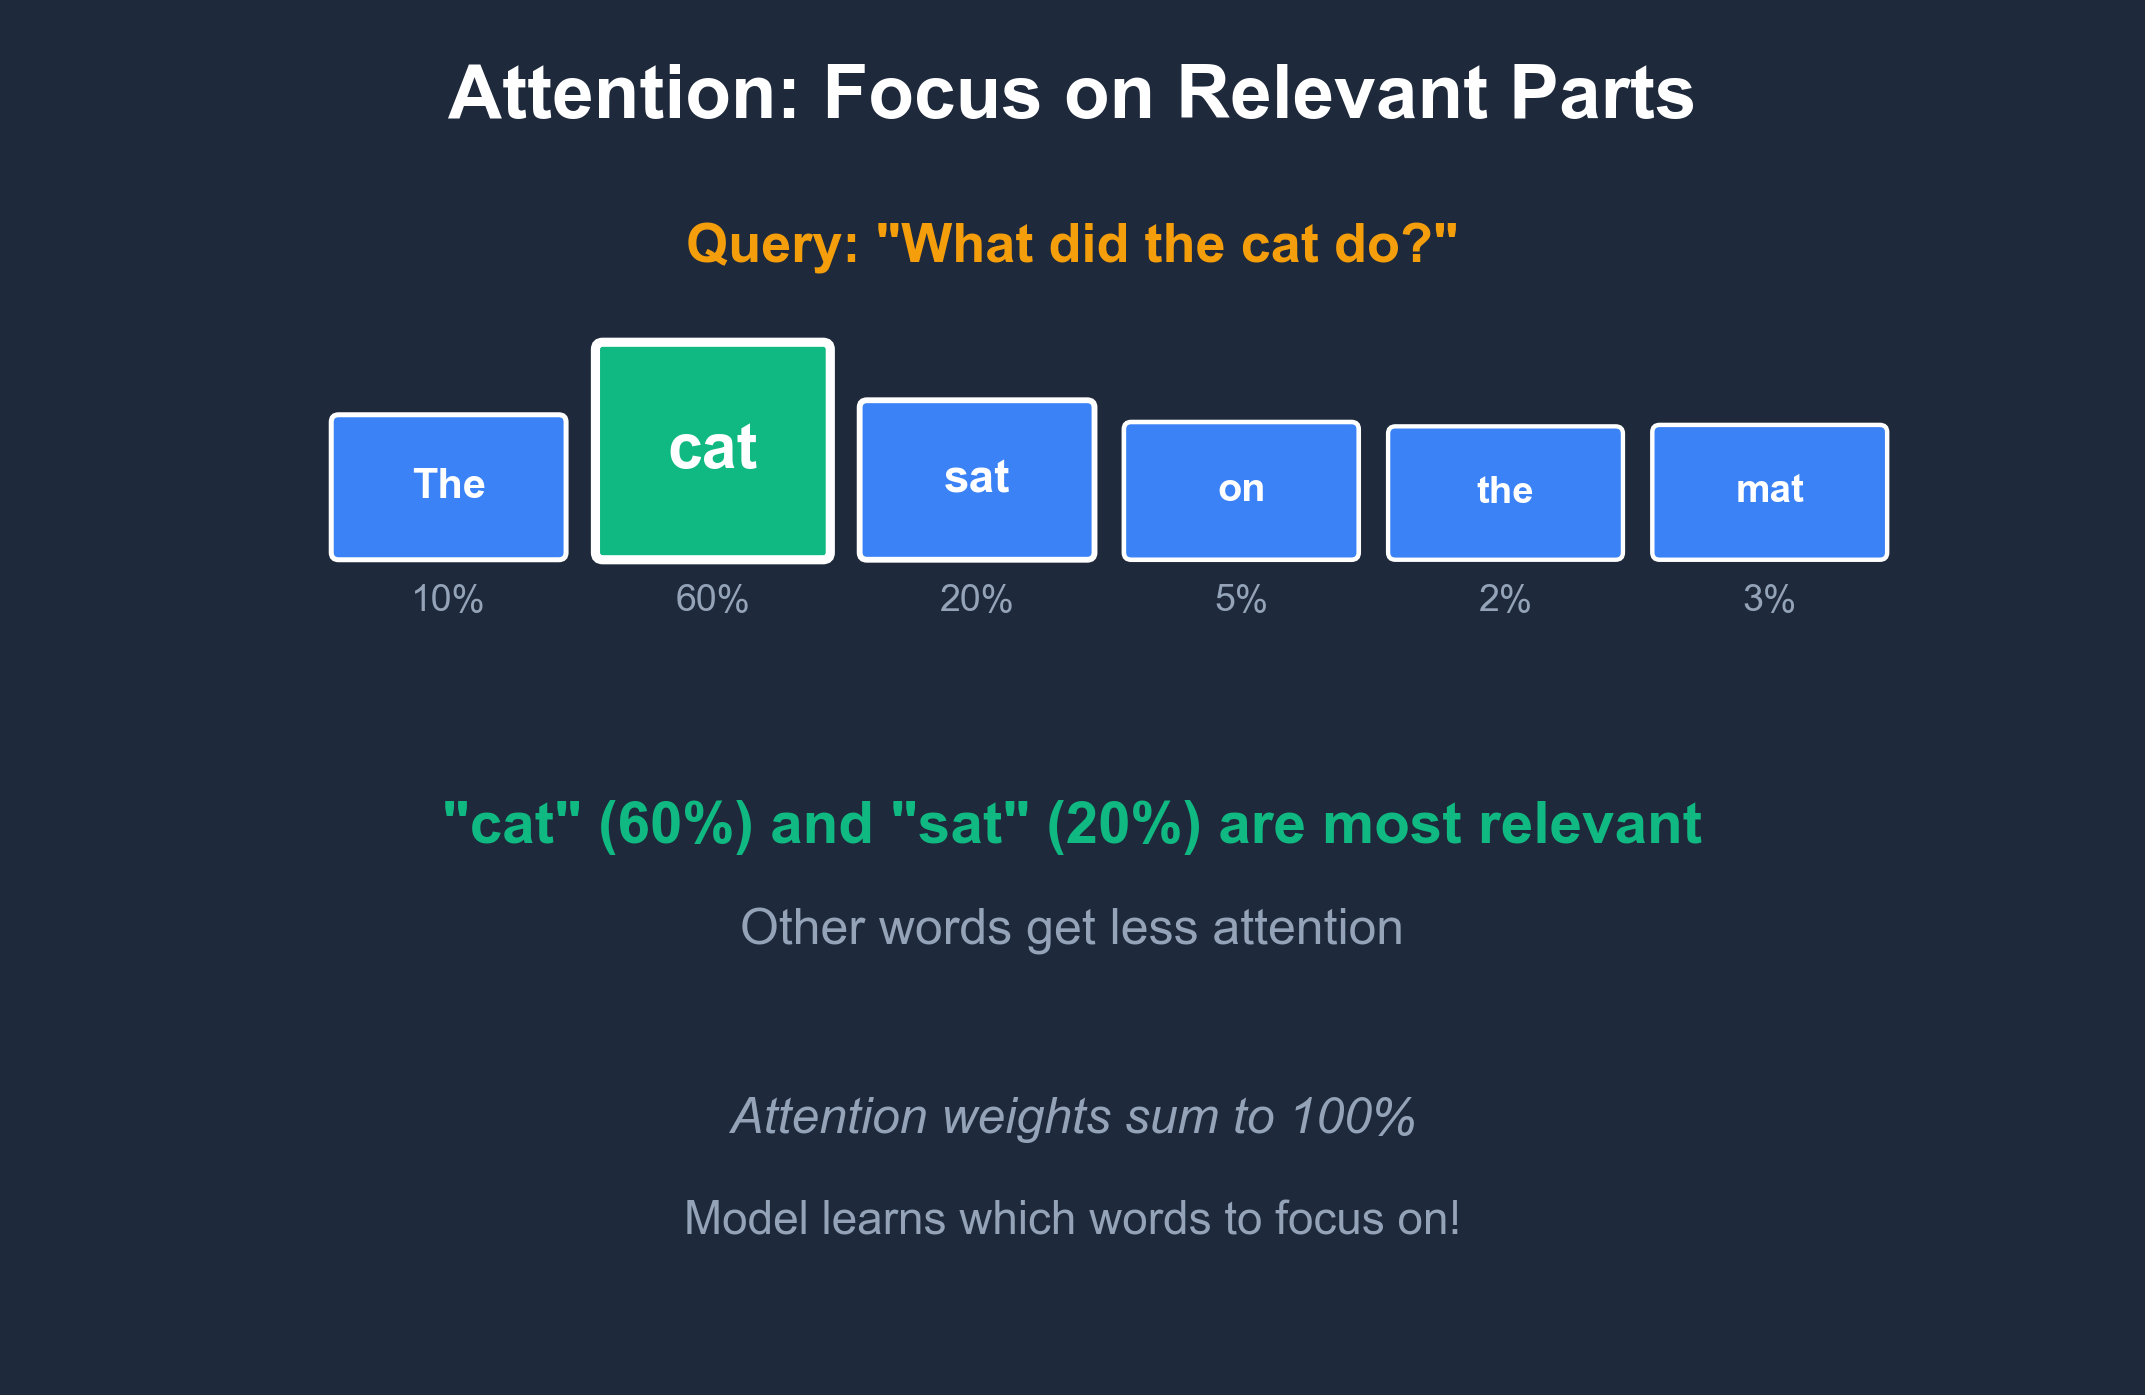 Attention: Focus on Relevant Parts
Query: "What did the cat do?"
The cat sat on the mat
10% 60% 20% 5% 2% 3%
"cat" (60%) and "sat" (20%) are most relevant
Other words get less attention
Attention weights sum to 100%
Model learns which words to focus on!